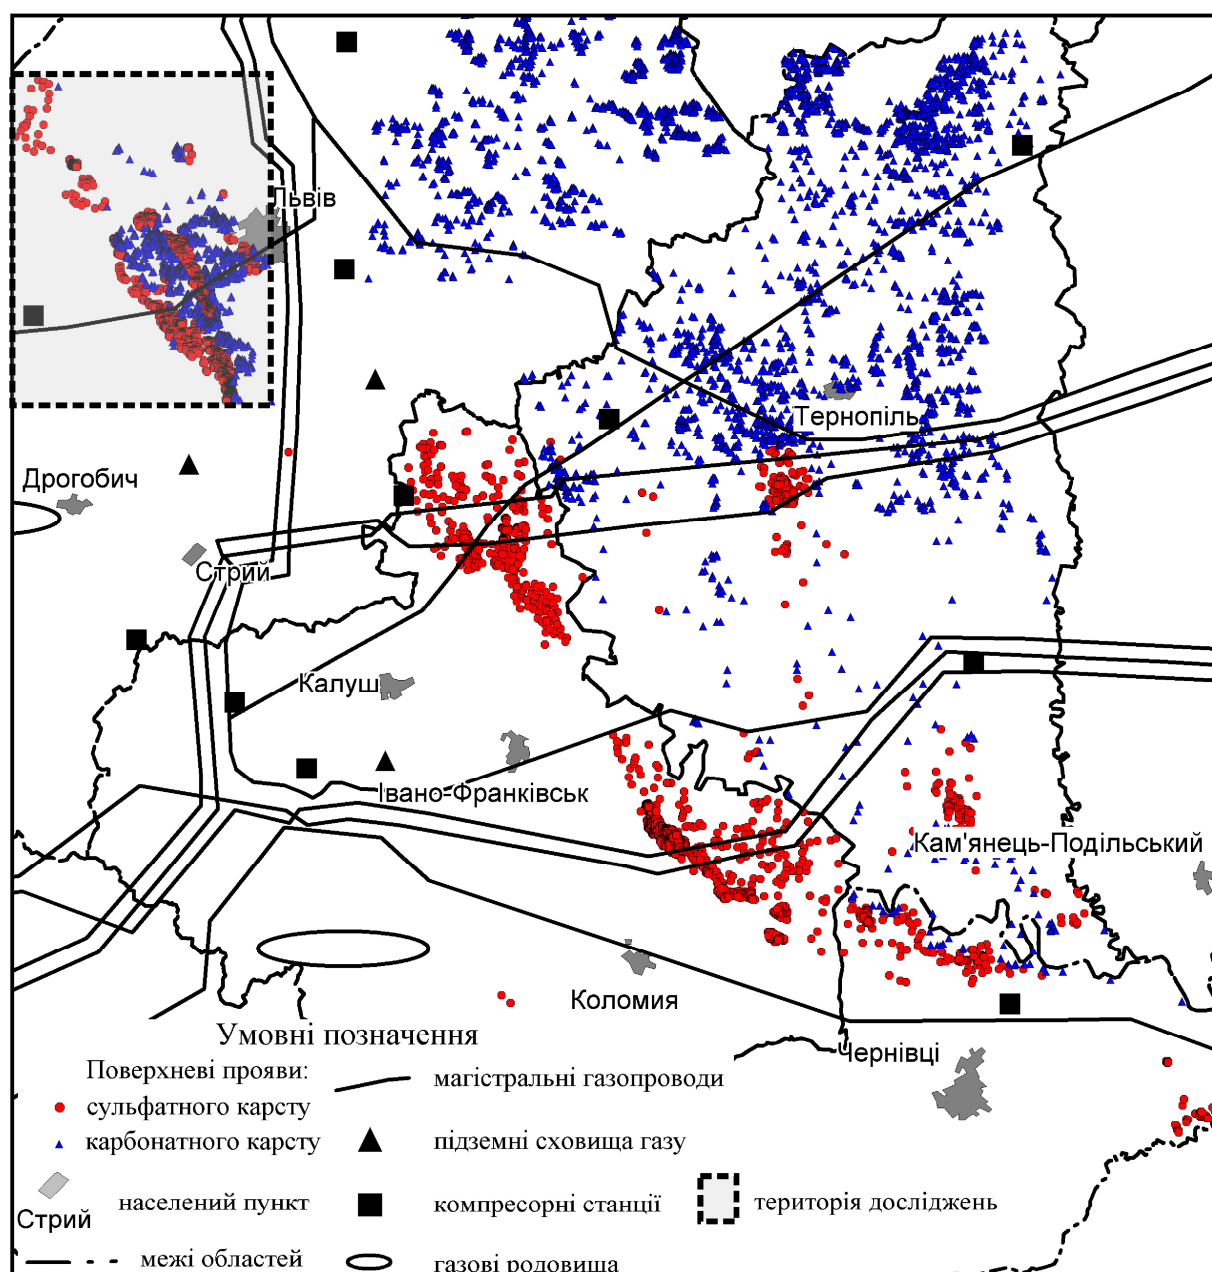 Львів
Тернопіль
Дрогобич
Стрий
Калуш
Івано-Франківськ
Кам'янець-Подільський
Коломия
Чернівці
Умовні позначення
Поверхневі прояви:
сульфатного карсту
карбонатного карсту
Стрий
населений пункт
межі областей
магістральні газопроводи
підземні сховища газу
компресорні станції
газові родовища
територія досліджень